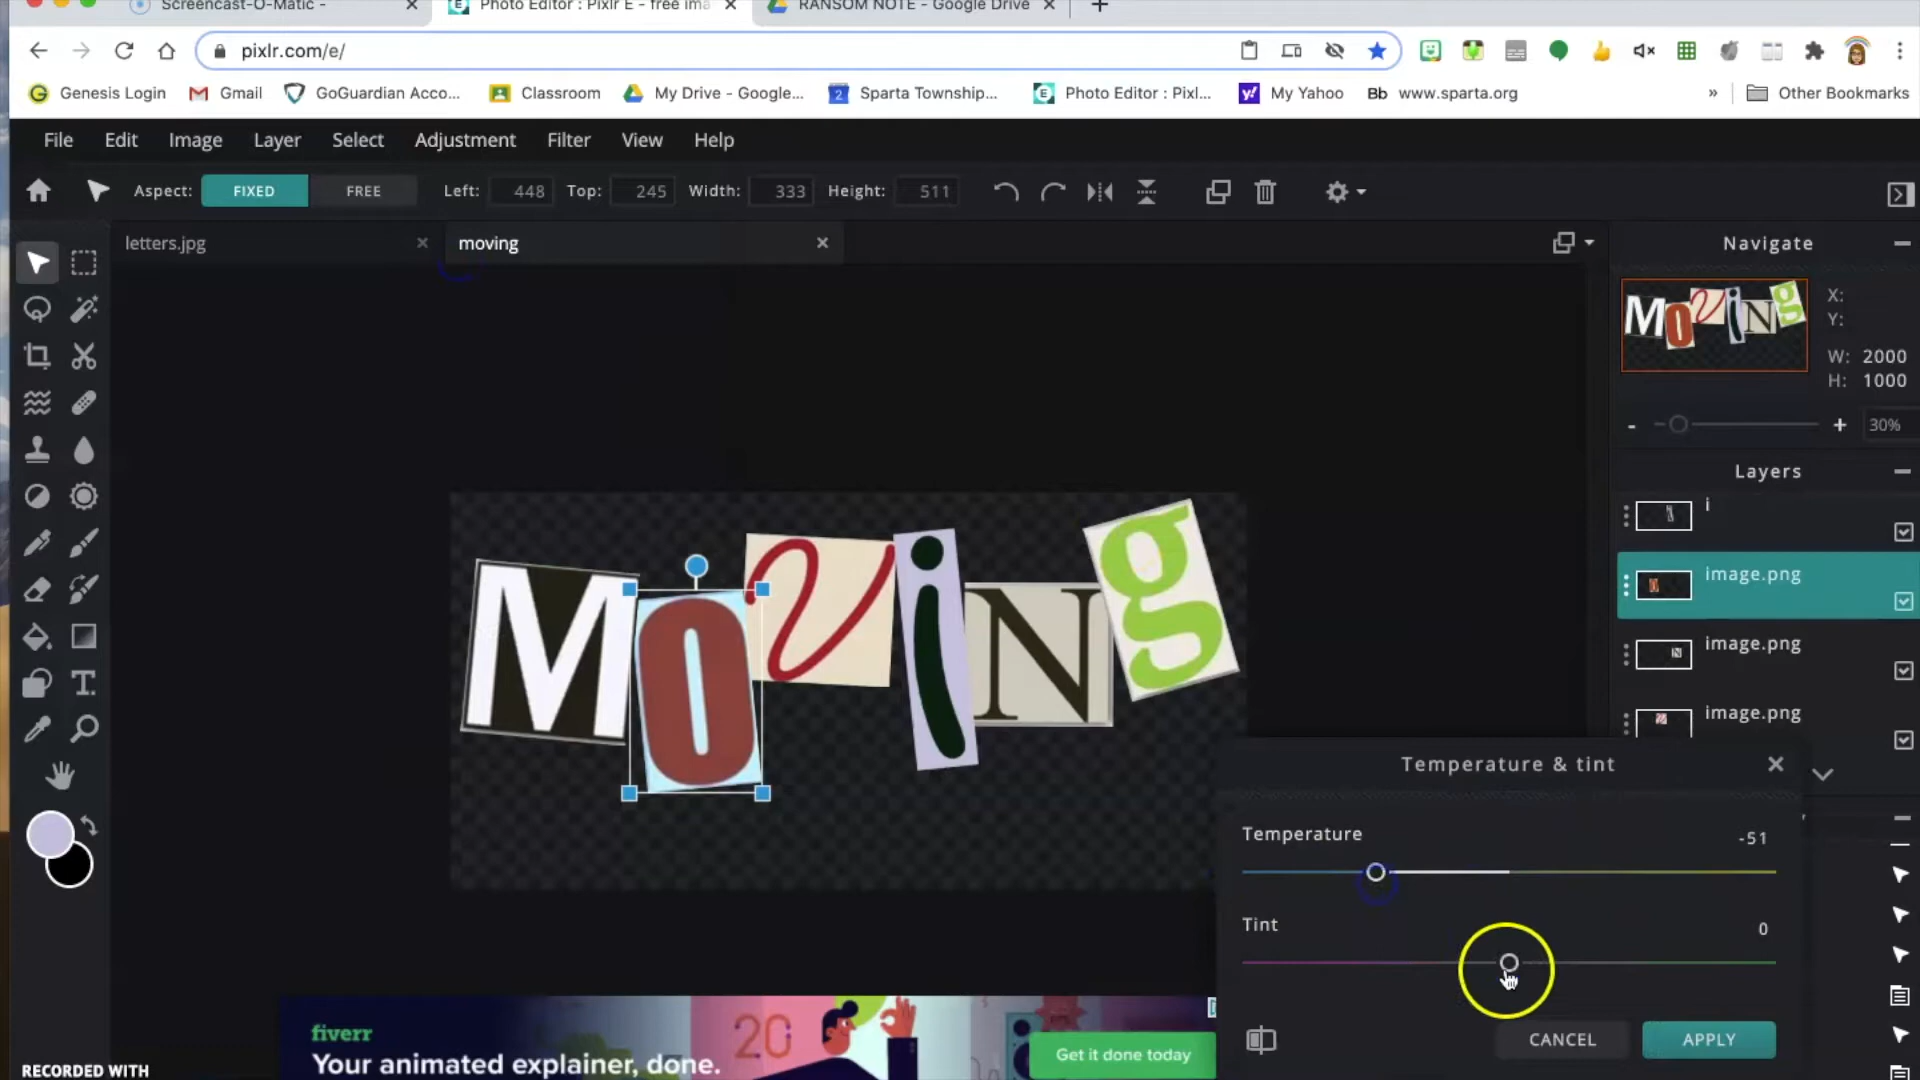 Screencast-O-Matic -
Photo Editor : Pixlr E - free ima
RANSOM NOTE - Google Drive
pixlr.com/e/
Genesis Login
Gmail
GoGuardian Acco...
Classroom
My Drive - Google...
2
Sparta Township...
Photo Editor : Pixl...
My Yahoo
Bb
www.sparta.org
»
Other Bookmarks
File
Edit
Image
Layer
Select
Adjustment
Filter
View
Help
Aspect:
FIXED
FREE
Left:
448
Top:
245
Width:
333
Height:
511
letters.jpg
moving
Navigate
MOViNg
X:
Y:
W: 2000
H: 1000
- + 30%
Layers
i
image.png
image.png
image.png
MOViNg
Temperature & tint
Temperature
-51
Tint
0
CANCEL
APPLY
fiverr
Your animated explainer, done.
20
Get it done today
RECORDED WITH